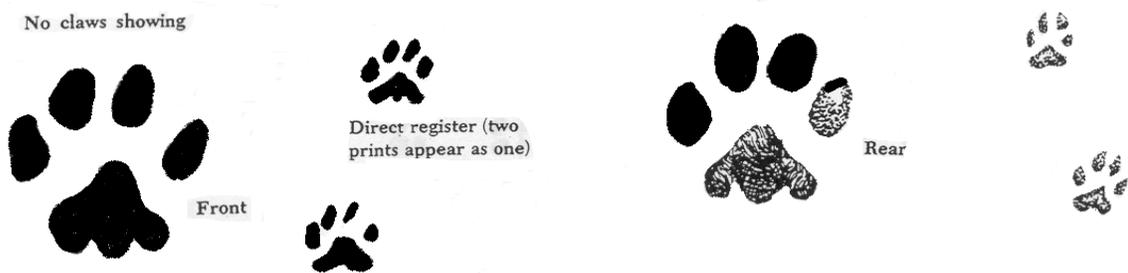 No claws showing
Direct register (two
prints appear as one)
Front
Rear